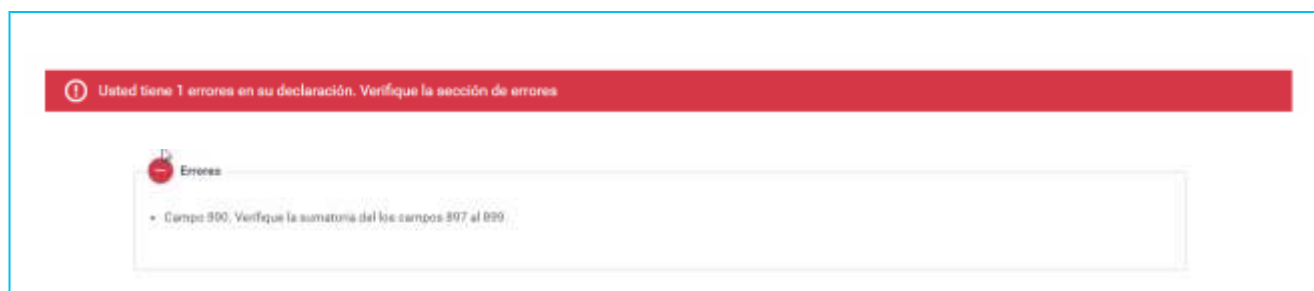 Usted tiene 1 errores en su declaración. Verifique la sección de errores
Errores
Campo 890. Verifique la sumatoria del los campos 897 al 899.